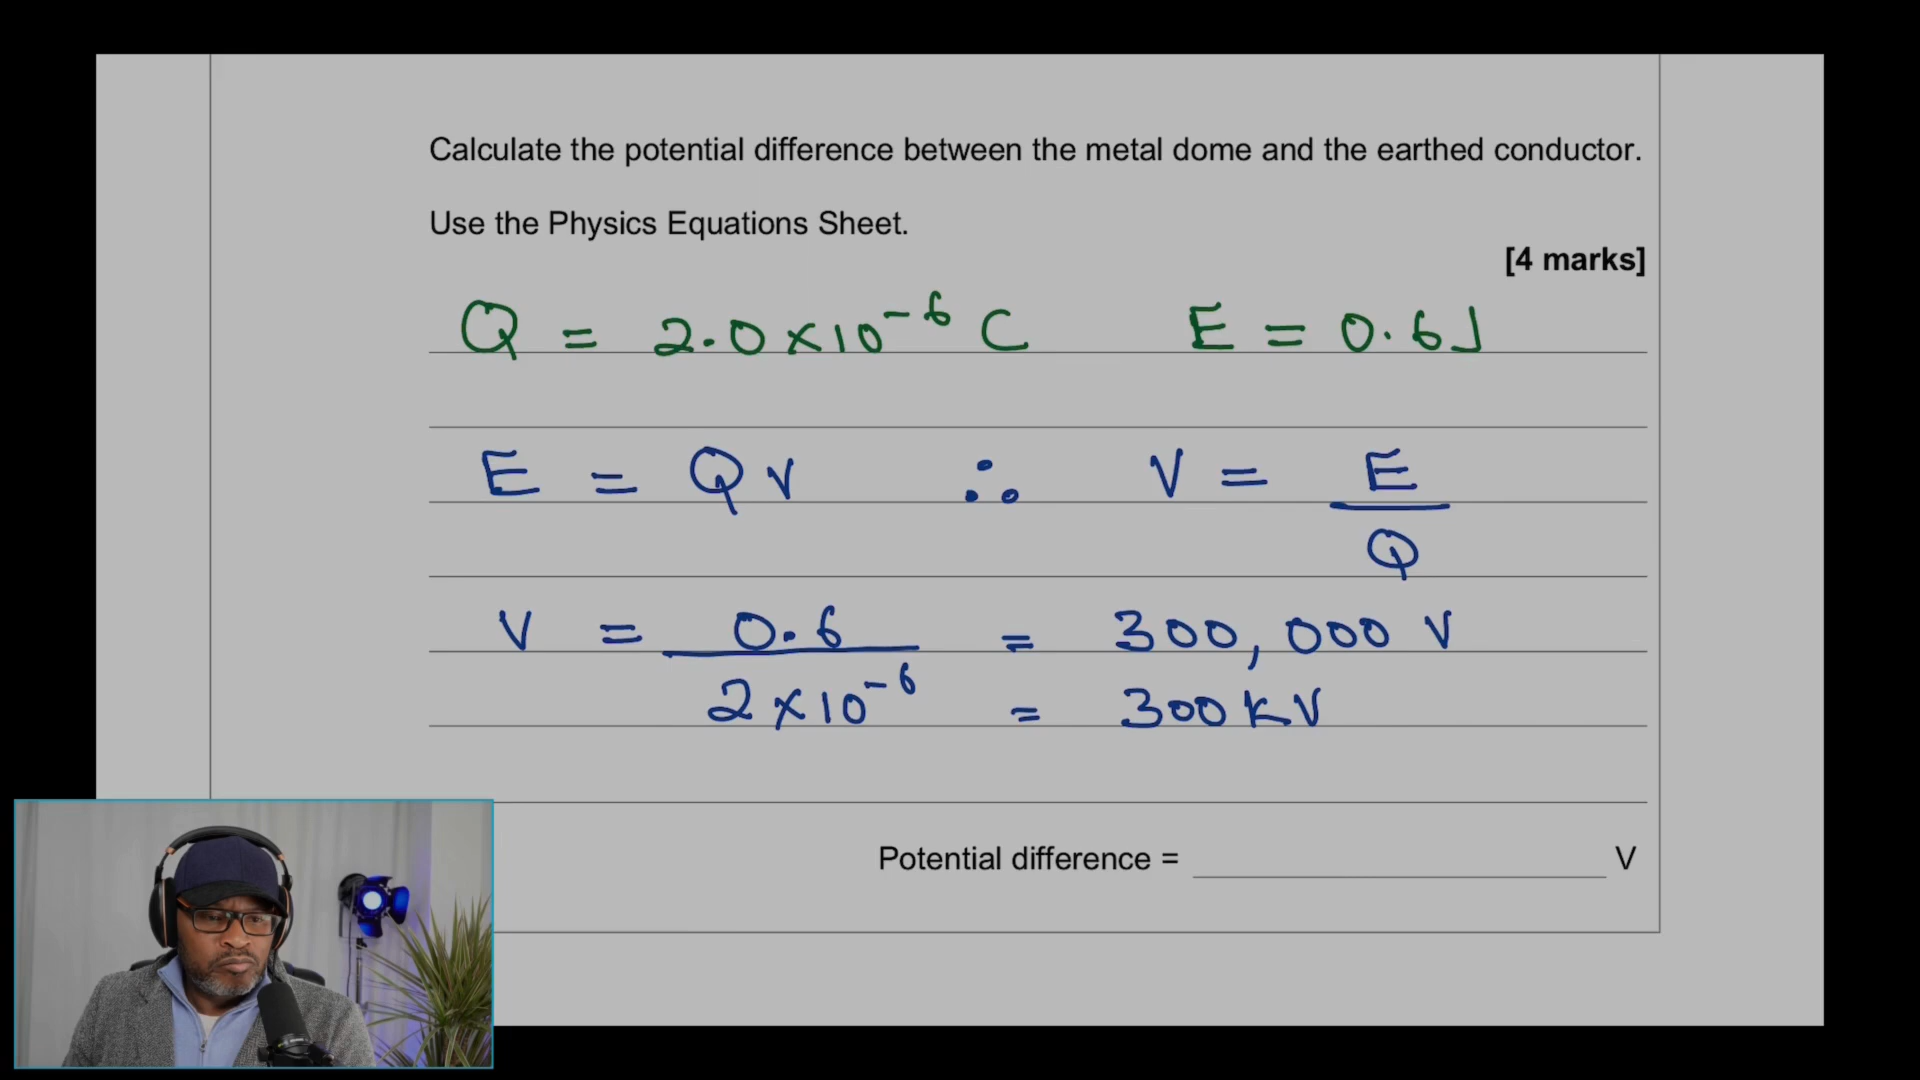 Calculate the potential difference between the metal dome and the earthed conductor.
Use the Physics Equations Sheet.
[4 marks]
Q = 2.0 × 10⁻⁶ C E = 0.6J
E = QV ∴ V = E/Q
V = 0.6 / 2 × 10⁻⁶ = 300,000 V
= 300 kV
Potential difference = V